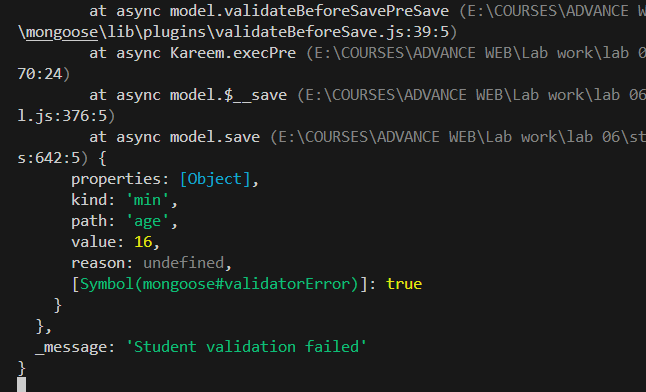 at async model.validateBeforeSavePreSave (E:\COURSES\ADVANCE W
\mongoose\lib\plugins\validateBeforeSave.js:39:5)
at async Kareem.execPre (E:\COURSES\ADVANCE WEB\Lab work\lab 0
70:24)
at async model.$__save (E:\COURSES\ADVANCE WEB\Lab work\lab 06
l.js:376:5)
at async model.save (E:\COURSES\ADVANCE WEB\Lab work\lab 06\st
s:642:5) {
properties: [Object],
kind: 'min',
path: 'age',
value: 16,
reason: undefined,
[Symbol(mongoose#validatorError)]: true
}
},
_message: 'Student validation failed'
}